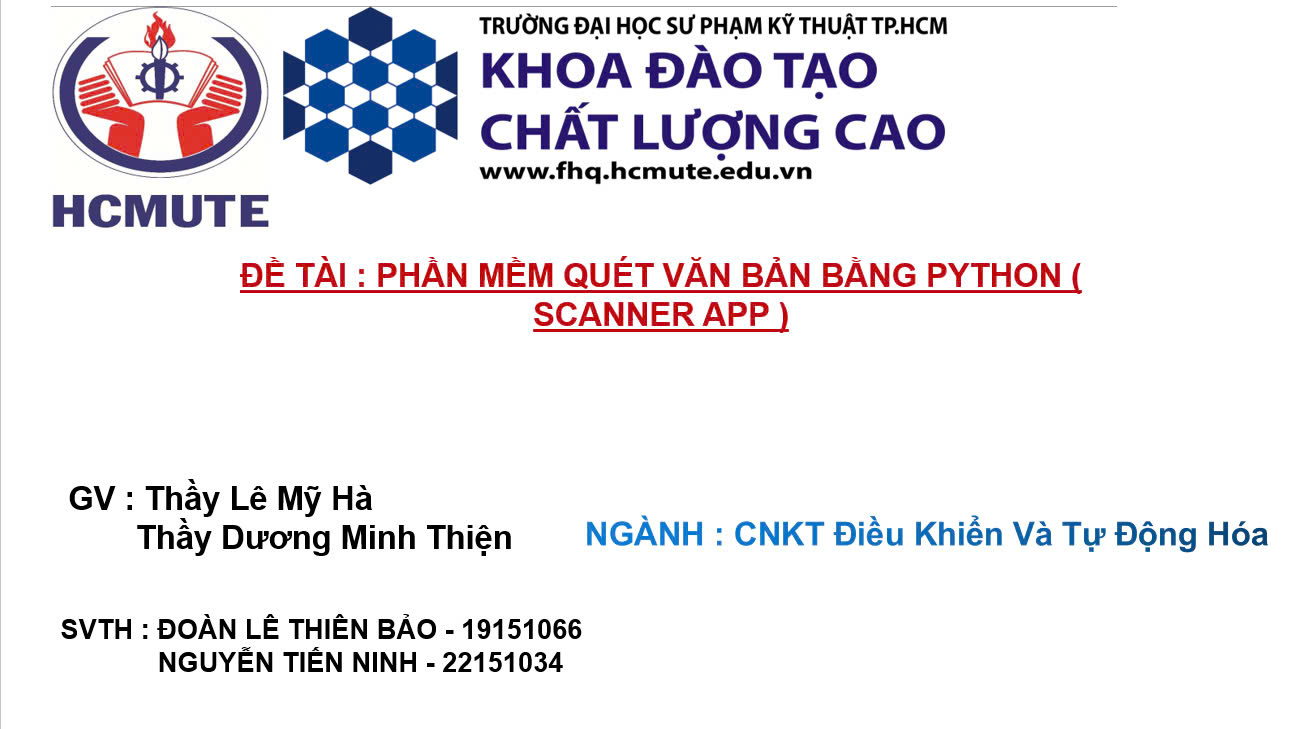 TRƯỜNG ĐẠI HỌC SƯ PHẠM KỸ THUẬT TP.HCM
KHOA ĐÀO TẠO
CHẤT LƯỢNG CAO
www.fhq.hcmute.edu.vn
HCMUTE
ĐỀ TÀI : PHẦN MỀM QUÉT VĂN BẢN BẰNG PYTHON (
SCANNER APP )
GV : Thầy Lê Mỹ Hà
Thầy Dương Minh Thiện
NGÀNH : CNKT Điều Khiển Và Tự Động Hóa
SVTH : ĐOÀN LÊ THIÊN BẢO - 19151066
NGUYỄN TIẾN NINH - 22151034